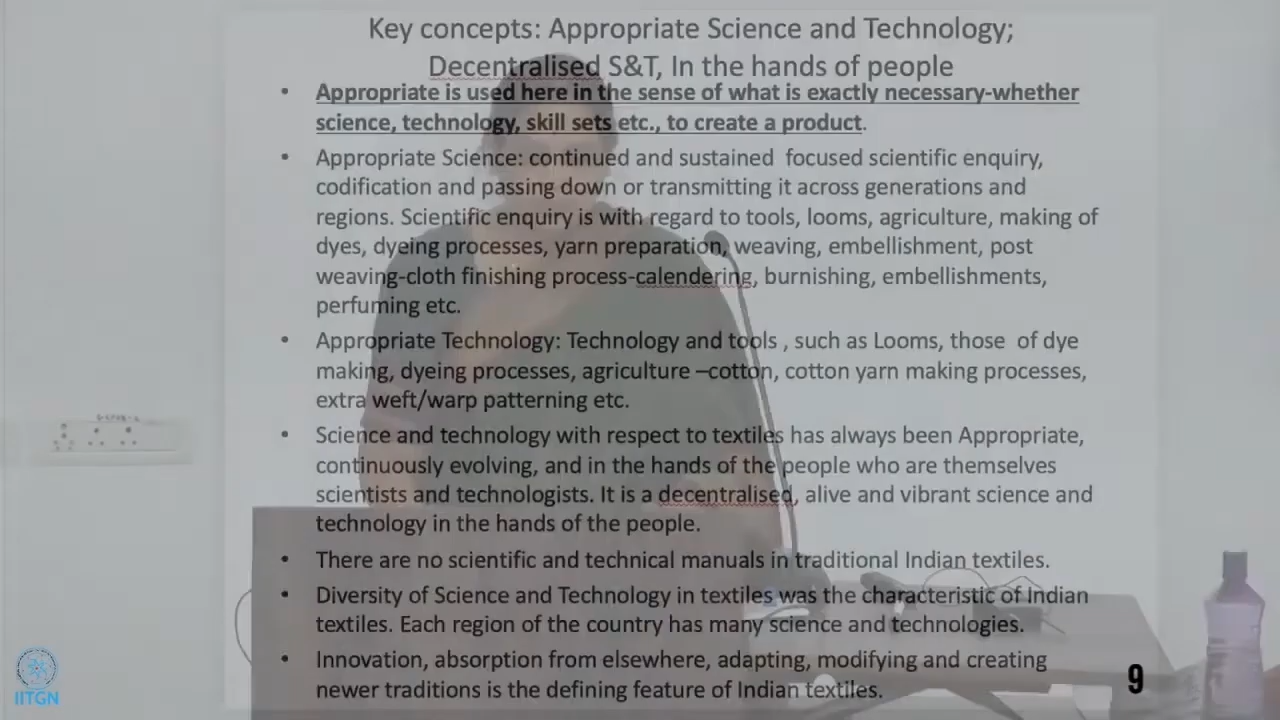 Key concepts: Appropriate Science and Technology;
Decentralised S&T, In the hands of people
• Appropriate is used here in the sense of what is exactly necessary-whether
science, technology, skill sets etc., to create a product.
• Appropriate Science: continued and sustained focused scientific enquiry,
codification and passing down or transmitting it across generations and
regions. Scientific enquiry is with regard to tools, looms, agriculture, making of
dyes, dyeing processes, yarn preparation, weaving, embellishment, post
weaving-cloth finishing process-calendering, burnishing, embellishments,
perfuming etc.
• Appropriate Technology: Technology and tools , such as Looms, those of dye
making, dyeing processes, agriculture –cotton, cotton yarn making processes,
extra weft/warp patterning etc.
• Science and technology with respect to textiles has always been Appropriate,
continuously evolving, and in the hands of the people who are themselves
scientists and technologists. It is a decentralised, alive and vibrant science and
technology in the hands of the people.
• There are no scientific and technical manuals in traditional Indian textiles.
• Diversity of Science and Technology in textiles was the characteristic of Indian
textiles. Each region of the country has many science and technologies.
• Innovation, absorption from elsewhere, adapting, modifying and creating
newer traditions is the defining feature of Indian textiles.
9
IITGN